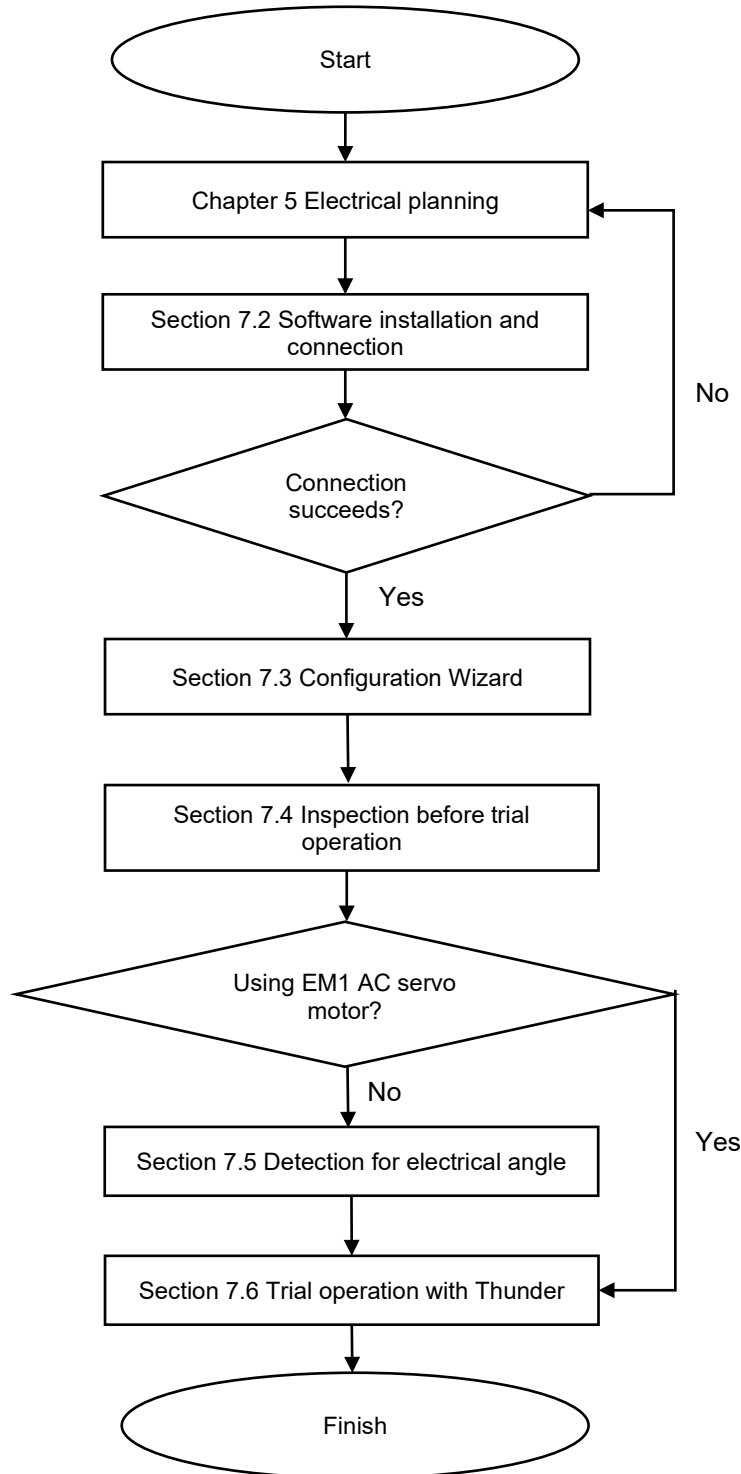 Start
Chapter 5 Electrical planning
Section 7.2 Software installation and
connection
No
Connection
succeeds?
Yes
Section 7.3 Configuration Wizard
Section 7.4 Inspection before trial
operation
Using EM1 AC servo
motor?
No
Section 7.5 Detection for electrical angle
Yes
Section 7.6 Trial operation with Thunder
Finish